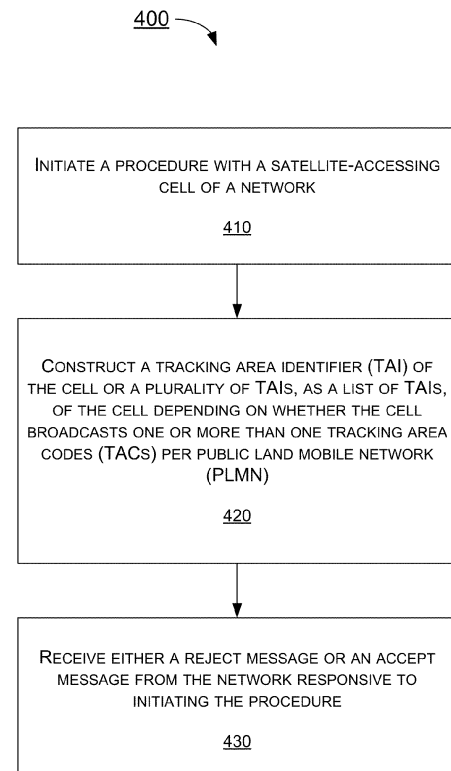 400
INITIATE A PROCEDURE WITH A SATELLITE-ACCESSING
CELL OF A NETWORK
410
CONSTRUCT A TRACKING AREA IDENTIFIER (TAI) OF
THE CELL OR A PLURALITY OF TAIS, AS A LIST OF TAIS,
OF THE CELL DEPENDING ON WHETHER THE CELL
BROADCASTS ONE OR MORE THAN ONE TRACKING AREA
CODES (TACS) PER PUBLIC LAND MOBILE NETWORK
(PLMN)
420
RECEIVE EITHER A REJECT MESSAGE OR AN ACCEPT
MESSAGE FROM THE NETWORK RESPONSIVE TO
INITIATING THE PROCEDURE
430